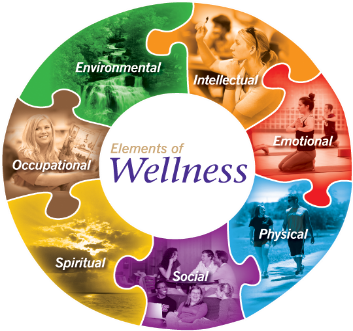 Elements of
Wellness
Environmental
Intellectual
Emotional
Physical
Social
Spiritual
Occupational